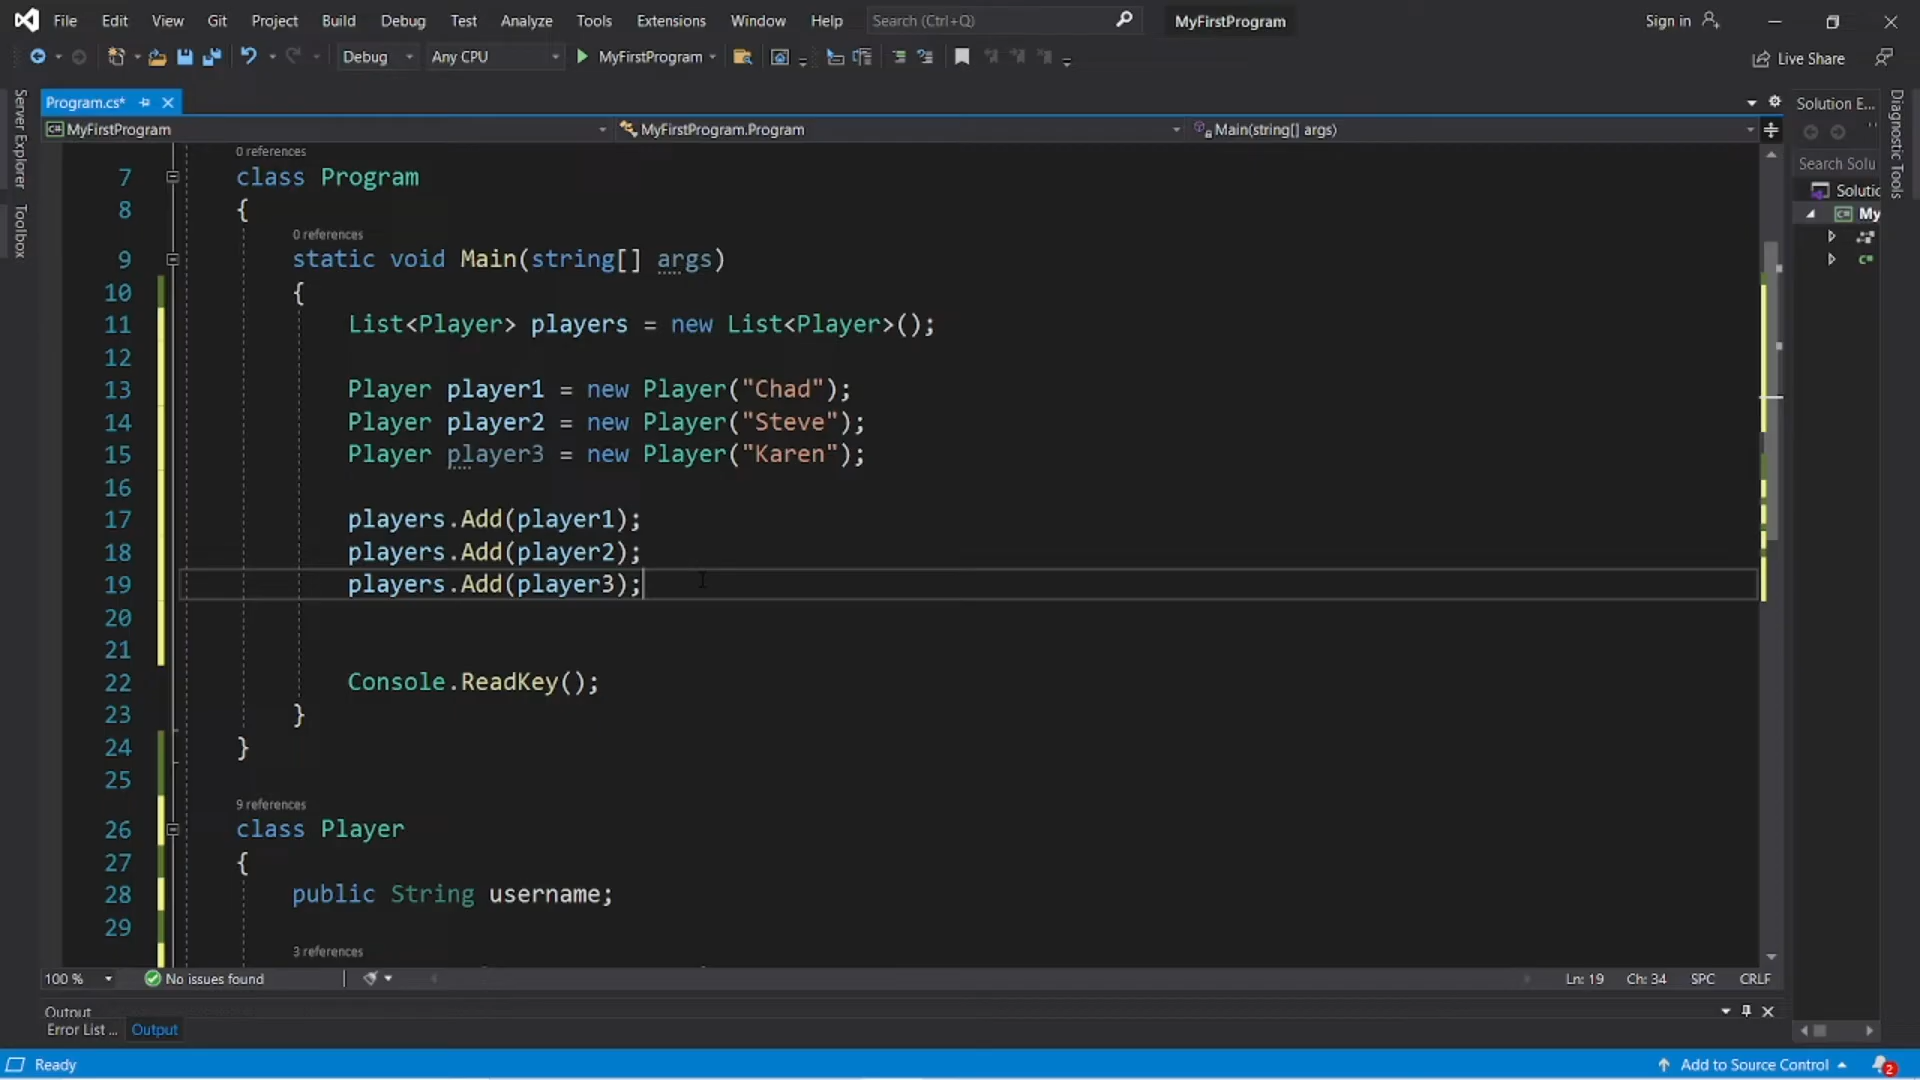 File Edit View Git Project Build Debug Test Analyze Tools Extensions Window Help Search (Ctrl+Q) MyFirstProgram Sign in
Debug Any CPU MyFirstProgram Live Share
Server Explorer
Toolbox
Program.cs*
MyFirstProgram MyFirstProgram.Program Main(string[] args)
0 references
7 class Program
8 {
0 references
9 static void Main(string[] args)
10 {
11 List<Player> players = new List<Player>();
12
13 Player player1 = new Player("Chad");
14 Player player2 = new Player("Steve");
15 Player player3 = new Player("Karen");
16
17 players.Add(player1);
18 players.Add(player2);
19 players.Add(player3);
20
21
22 Console.ReadKey();
23 }
24 }
25
9 references
26 class Player
27 {
28 public String username;
29
3 references
100 % No issues found Ln: 19 Ch: 34 SPC CRLF
Output
Error List ... Output
Ready Add to Source Control 2
Solution E...
Search Solu
Solutio
My
C#
Diagnostic Tools